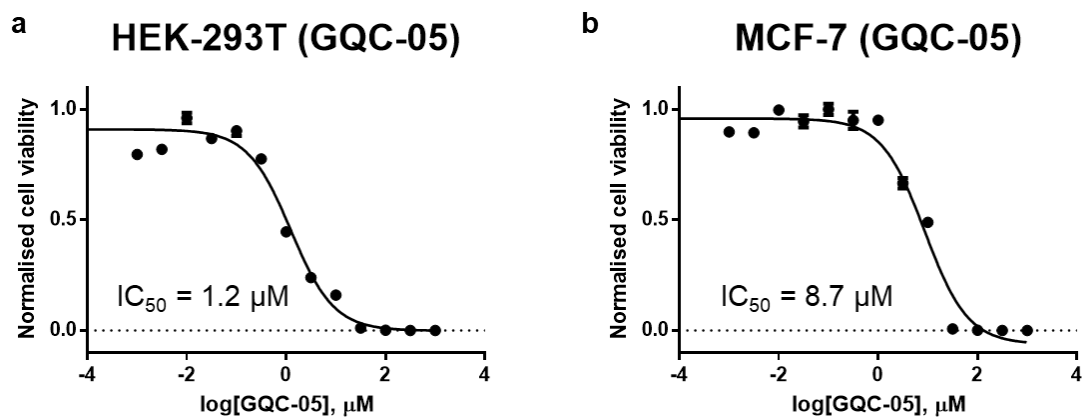 a
HEK-293T (GQC-05)
Normalised cell viability
1.0
0.5
0.0
IC₅₀ = 1.2 µM
-4
-2
0
2
4
log[GQC-05], µM
b
MCF-7 (GQC-05)
Normalised cell viability
1.0
0.5
0.0
IC₅₀ = 8.7 µM
-4
-2
0
2
4
log[GQC-05], µM